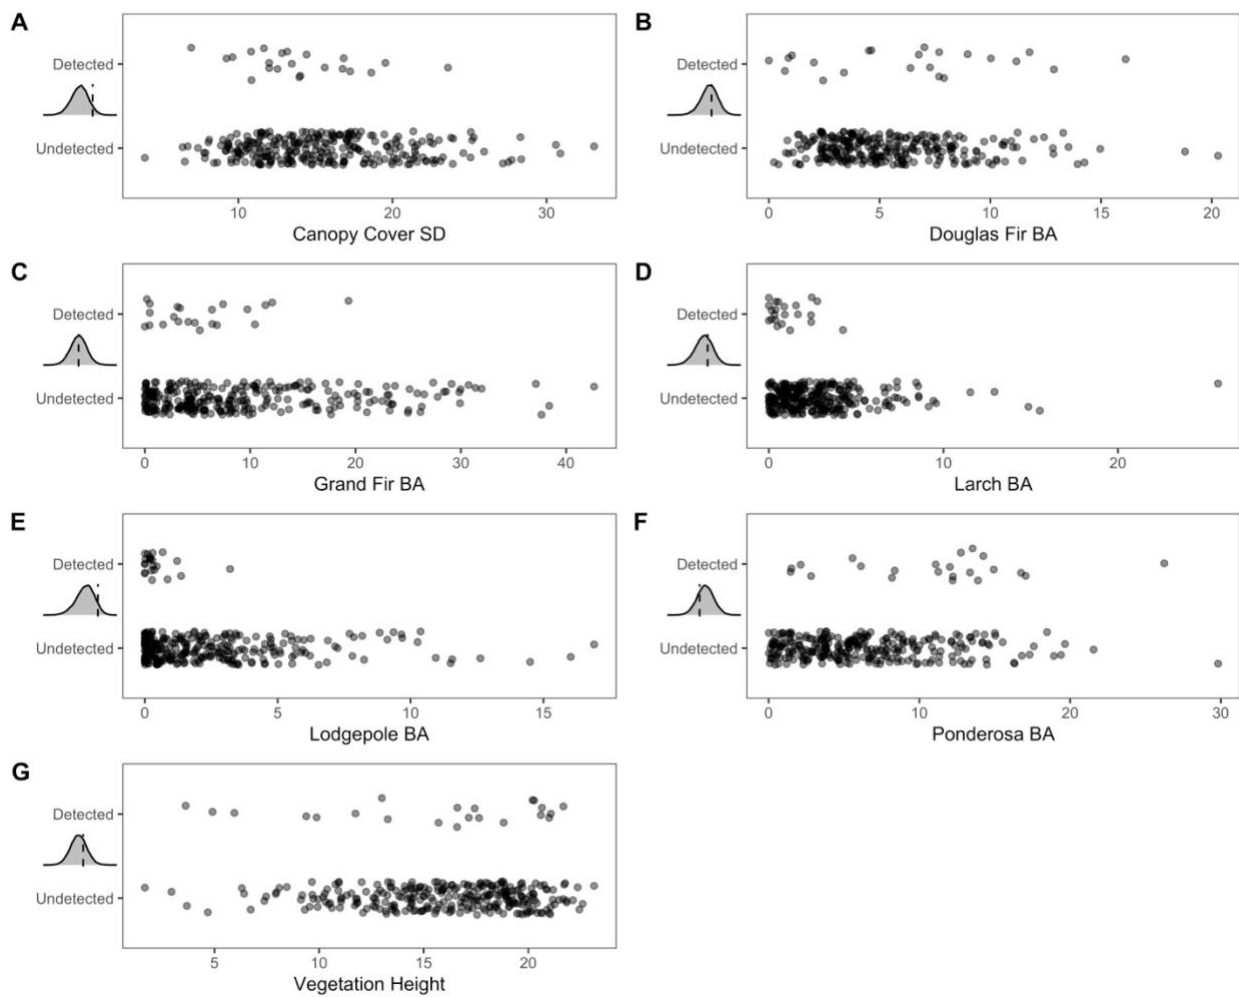 A
Detected
Undetected
10 20 30
Canopy Cover SD
B
Detected
Undetected
0 5 10 15 20
Douglas Fir BA
C
Detected
Undetected
0 10 20 30 40
Grand Fir BA
D
Detected
Undetected
0 10 20
Larch BA
E
Detected
Undetected
0 5 10 15
Lodgepole BA
F
Detected
Undetected
0 10 20 30
Ponderosa BA
G
Detected
Undetected
5 10 15 20
Vegetation Height